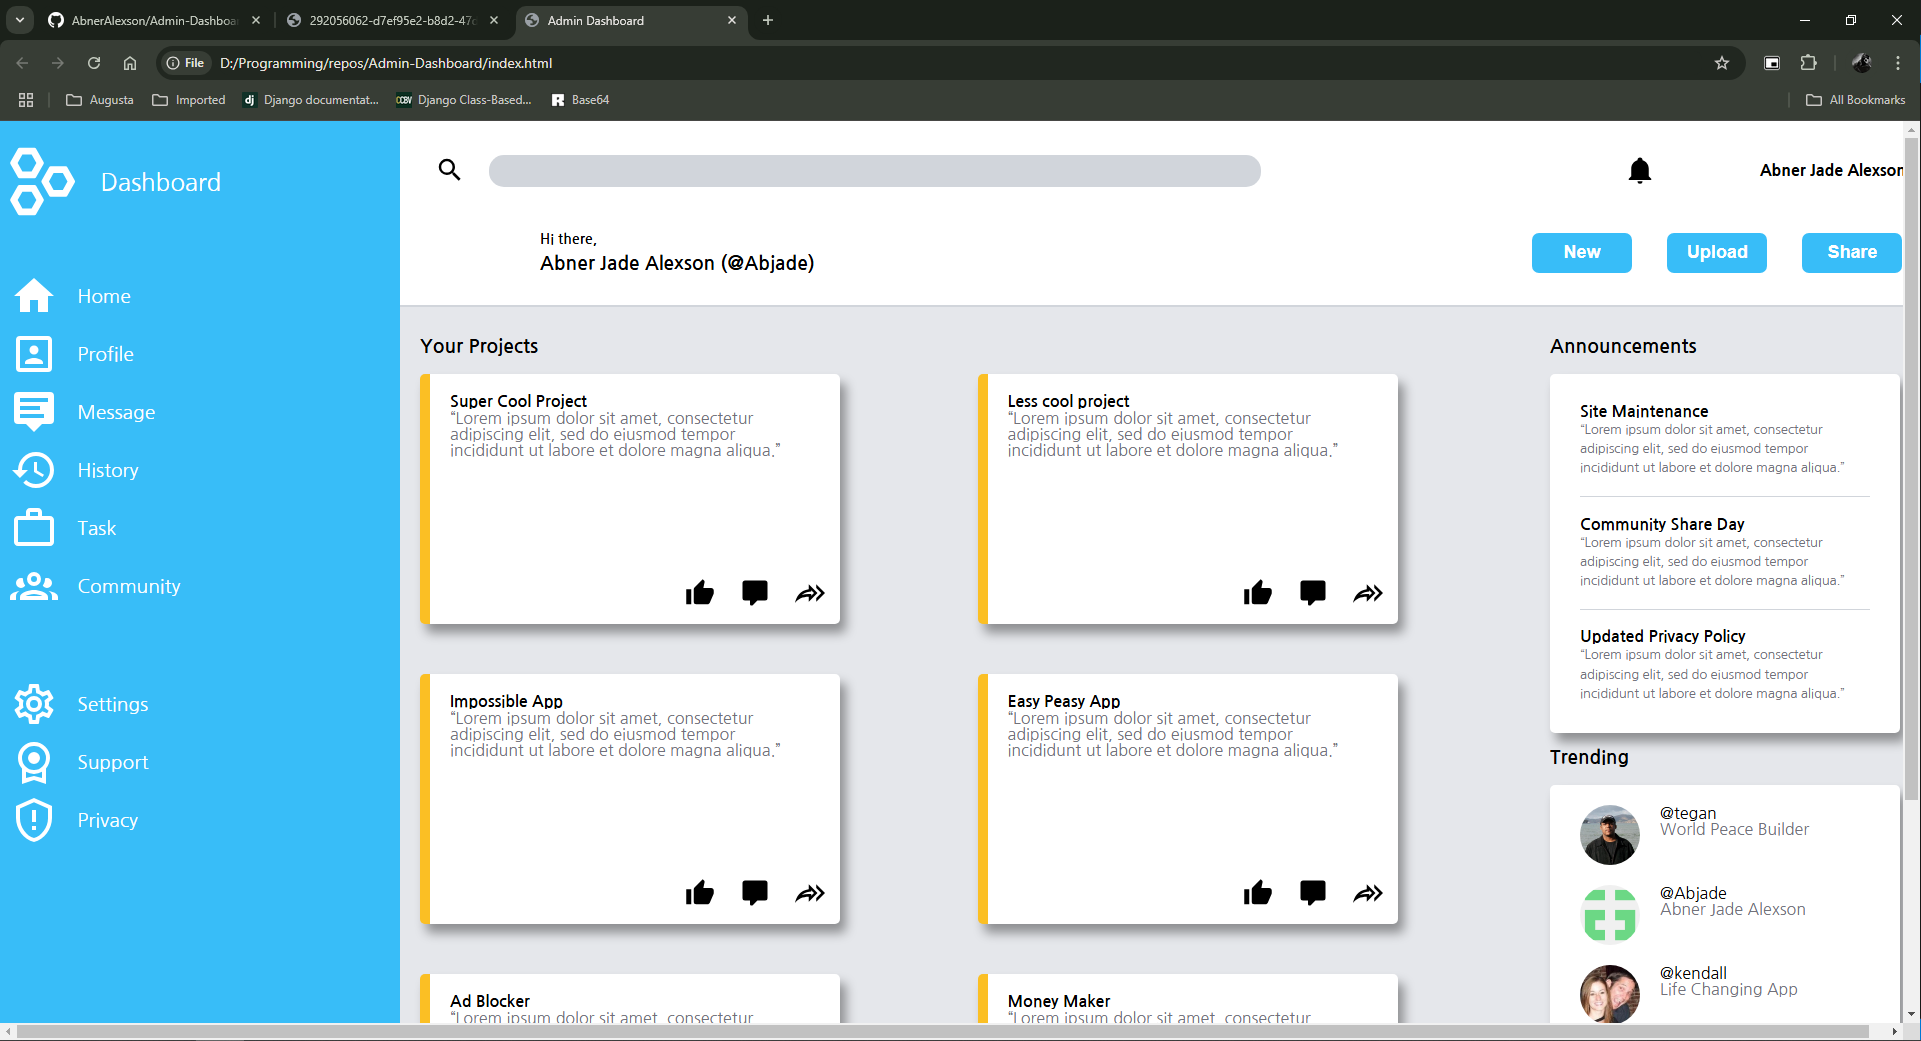 AbnerAlexson/Admin-Dashboa
292056062-d7ef95e2-b8d2-47d
Admin Dashboard
File
D:/Programming/repos/Admin-Dashboard/index.html
Augusta
Imported
Django documentat...
Django Class-Based...
Base64
All Bookmarks
Dashboard
Home
Profile
Message
History
Task
Community
Settings
Support
Privacy
Abner Jade Alexson
Hi there,
Abner Jade Alexson (@Abjade)
New
Upload
Share
Your Projects
Super Cool Project
“Lorem ipsum dolor sit amet, consectetur
adipiscing elit, sed do eiusmod tempor
incididunt ut labore et dolore magna aliqua.”
Less cool project
“Lorem ipsum dolor sit amet, consectetur
adipiscing elit, sed do eiusmod tempor
incididunt ut labore et dolore magna aliqua.”
Impossible App
“Lorem ipsum dolor sit amet, consectetur
adipiscing elit, sed do eiusmod tempor
incididunt ut labore et dolore magna aliqua.”
Easy Peasy App
“Lorem ipsum dolor sit amet, consectetur
adipiscing elit, sed do eiusmod tempor
incididunt ut labore et dolore magna aliqua.”
Ad Blocker
“Lorem ipsum dolor sit amet, consectetur
Money Maker
“Lorem ipsum dolor sit amet, consectetur
Announcements
Site Maintenance
“Lorem ipsum dolor sit amet, consectetur
adipiscing elit, sed do eiusmod tempor
incididunt ut labore et dolore magna aliqua.”
Community Share Day
“Lorem ipsum dolor sit amet, consectetur
adipiscing elit, sed do eiusmod tempor
incididunt ut labore et dolore magna aliqua.”
Updated Privacy Policy
“Lorem ipsum dolor sit amet, consectetur
adipiscing elit, sed do eiusmod tempor
incididunt ut labore et dolore magna aliqua.”
Trending
@tegan
World Peace Builder
@Abjade
Abner Jade Alexson
@kendall
Life Changing App